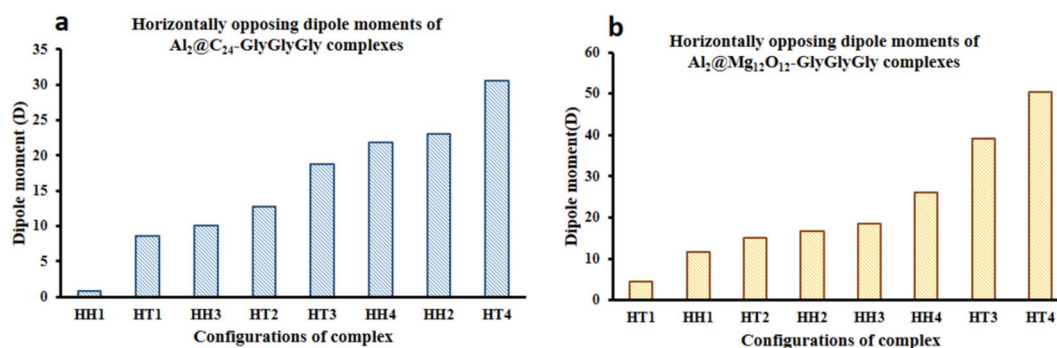 a
Horizontally opposing dipole moments of
Al₂@C₂₄-GlyGlyGly complexes
Dipole moment (D)
35
30
25
20
15
10
5
0
HH1 HT1 HH3 HT2 HT3 HH4 HH2 HT4
Configurations of complex
b
Horizontally opposing dipole moments of
Al₂@Mg₁₂O₁₂-GlyGlyGly complexes
Dipole moment(D)
60
50
40
30
20
10
0
HT1 HH1 HT2 HH2 HH3 HH4 HT3 HT4
Configurations of complex